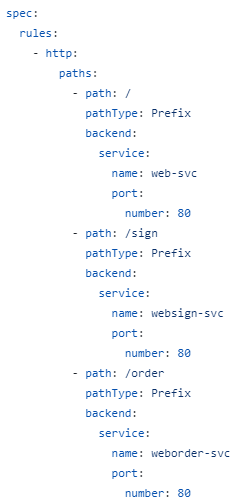 spec:
  rules:
    - http:
        paths:
          - path: /
            pathType: Prefix
            backend:
              service:
                name: web-svc
                port:
                  number: 80
          - path: /sign
            pathType: Prefix
            backend:
              service:
                name: websign-svc
                port:
                  number: 80
          - path: /order
            pathType: Prefix
            backend:
              service:
                name: weborder-svc
                port:
                  number: 80